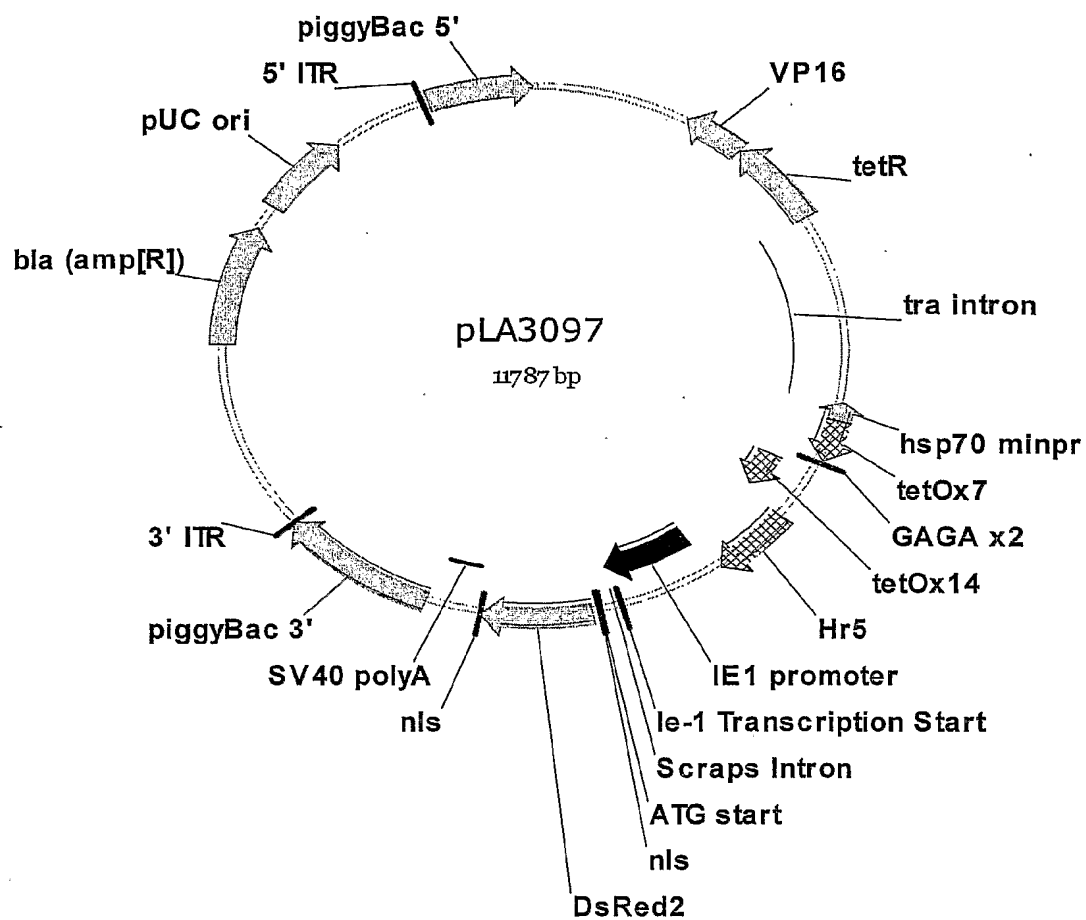 piggyBac 5'
5' ITR
VP16
pUC ori
tetR
bla (amp[R])
tra intron
pLA3097
11787 bp
hsp70 minpr
tetOx7
3' ITR
GAGA x2
tetOx14
piggyBac 3'
Hr5
SV40 polyA
IE1 promoter
nls
Ie-1 Transcription Start
Scraps Intron
ATG start
nls
DsRed2